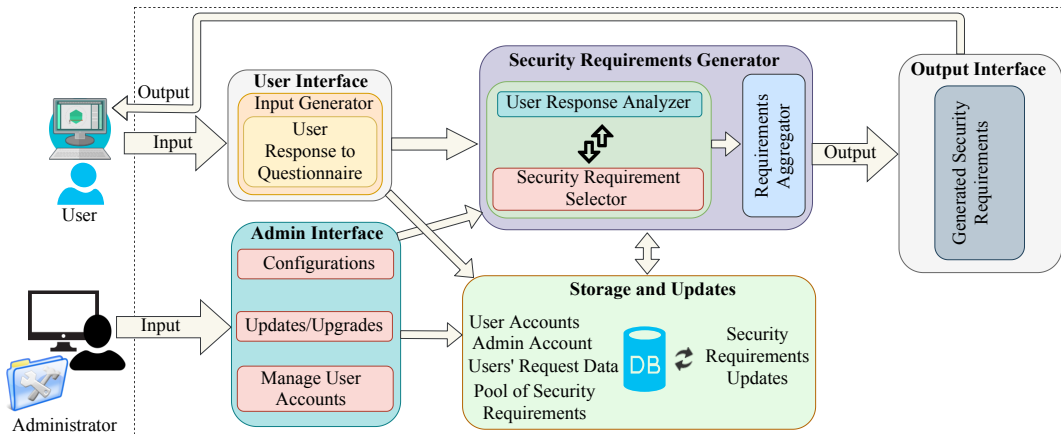 Output
User
Input
User Interface
Input Generator
User
Response to
Questionnaire
Security Requirements Generator
User Response Analyzer
Security Requirement
Selector
Requirements
Aggregator
Output
Output Interface
Generated Security
Requirements
Administrator
Input
Admin Interface
Configurations
Updates/Upgrades
Manage User
Accounts
Storage and Updates
User Accounts
Admin Account
Users' Request Data
Pool of Security
Requirements
DB
Security
Requirements
Updates